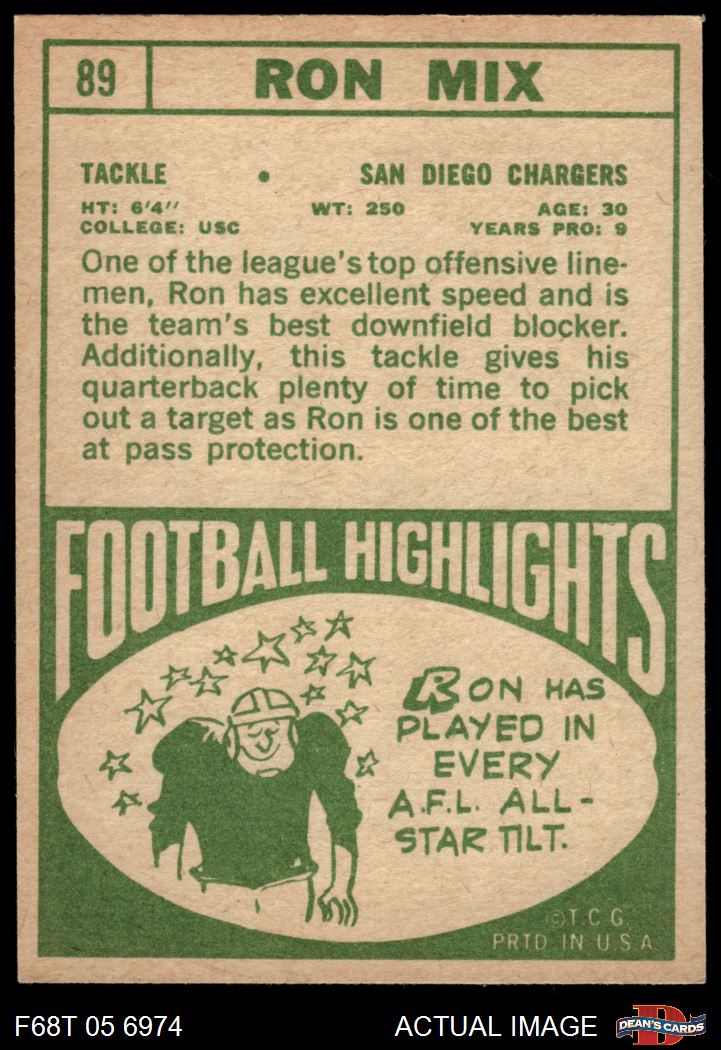 89
RON MIX
TACKLE • SAN DIEGO CHARGERS
HT: 6'4'' WT: 250 AGE: 30
COLLEGE: USC YEARS PRO: 9
One of the league's top offensive line-
men, Ron has excellent speed and is
the team's best downfield blocker.
Additionally, this tackle gives his
quarterback plenty of time to pick
out a target as Ron is one of the best
at pass protection.
FOOTBALL HIGHLIGHTS
RON HAS
PLAYED IN
EVERY
A.F.L. ALL-
STAR TILT.
©T.C.G.
PRTD IN U.S.A.
F68T 05 6974 ACTUAL IMAGE
D
DEAN'S CARDS